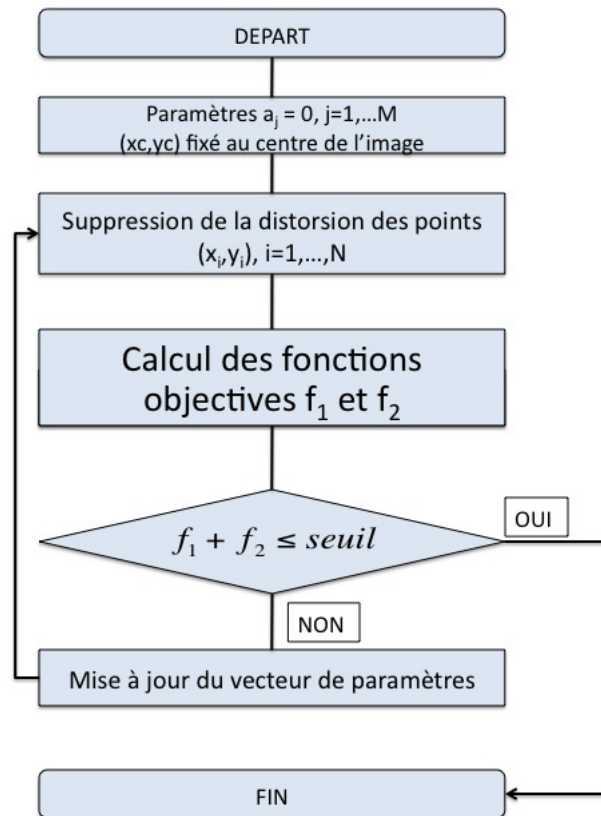 DEPART
Paramètres aⱼ = 0, j=1,...M
(xc,yc) fixé au centre de l'image
Suppression de la distorsion des points
(xᵢ,yᵢ), i=1,...,N
Calcul des fonctions
objectives f₁ et f₂
f₁ + f₂ ≤ seuil
OUI
NON
Mise à jour du vecteur de paramètres
FIN